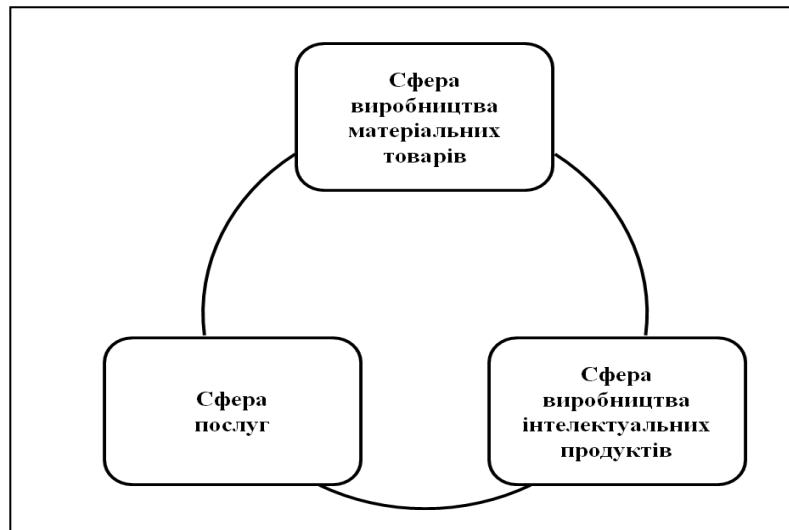 Сфера
виробництва
матеріальних
товарів
Сфера
послуг
Сфера
виробництва
інтелектуальних
продуктів